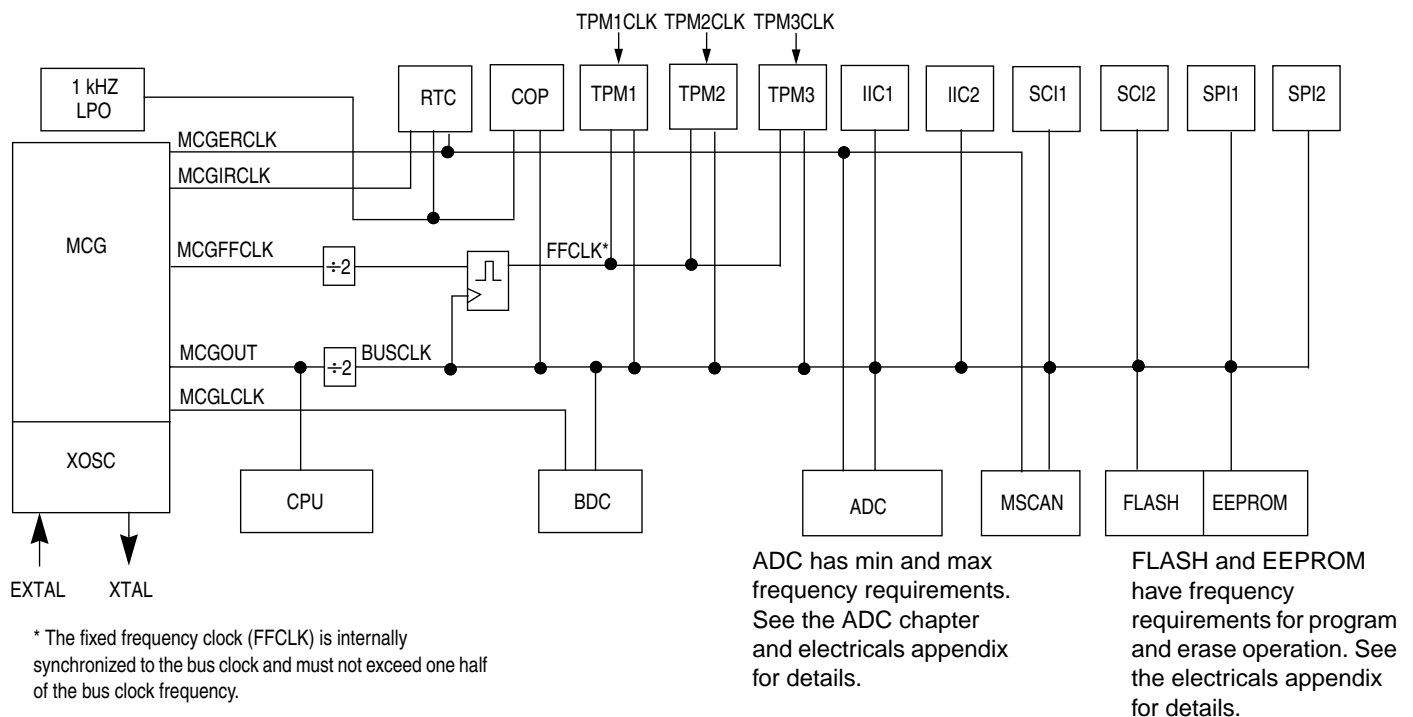 TPM1CLK TPM2CLK TPM3CLK
1 kHZ
LPO
RTC
COP
TPM1
TPM2
TPM3
IIC1
IIC2
SCI1
SCI2
SPI1
SPI2
MCGERCLK
MCGIRCLK
MCG
MCGFFCLK
÷2
FFCLK*
MCGOUT
÷2
BUSCLK
MCGLCLK
XOSC
CPU
BDC
ADC
MSCAN
FLASH
EEPROM
EXTAL
XTAL
* The fixed frequency clock (FFCLK) is internally
synchronized to the bus clock and must not exceed one half
of the bus clock frequency.
ADC has min and max
frequency requirements.
See the ADC chapter
and electricals appendix
for details.
FLASH and EEPROM
have frequency
requirements for program
and erase operation. See
the electricals appendix
for details.